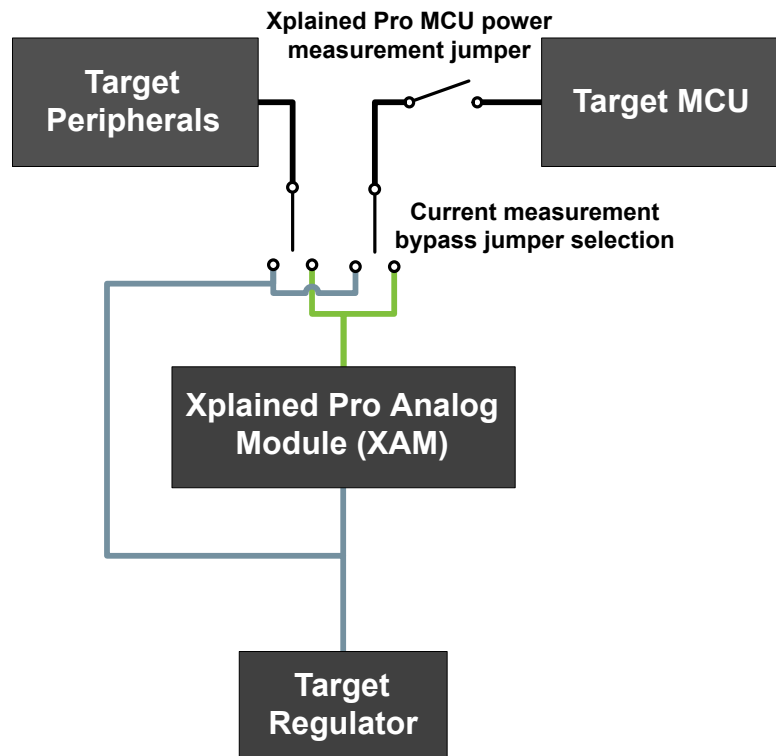 Xplained Pro MCU power
measurement jumper
Target
Peripherals
Target MCU
Current measurement
bypass jumper selection
Xplained Pro Analog
Module (XAM)
Target
Regulator